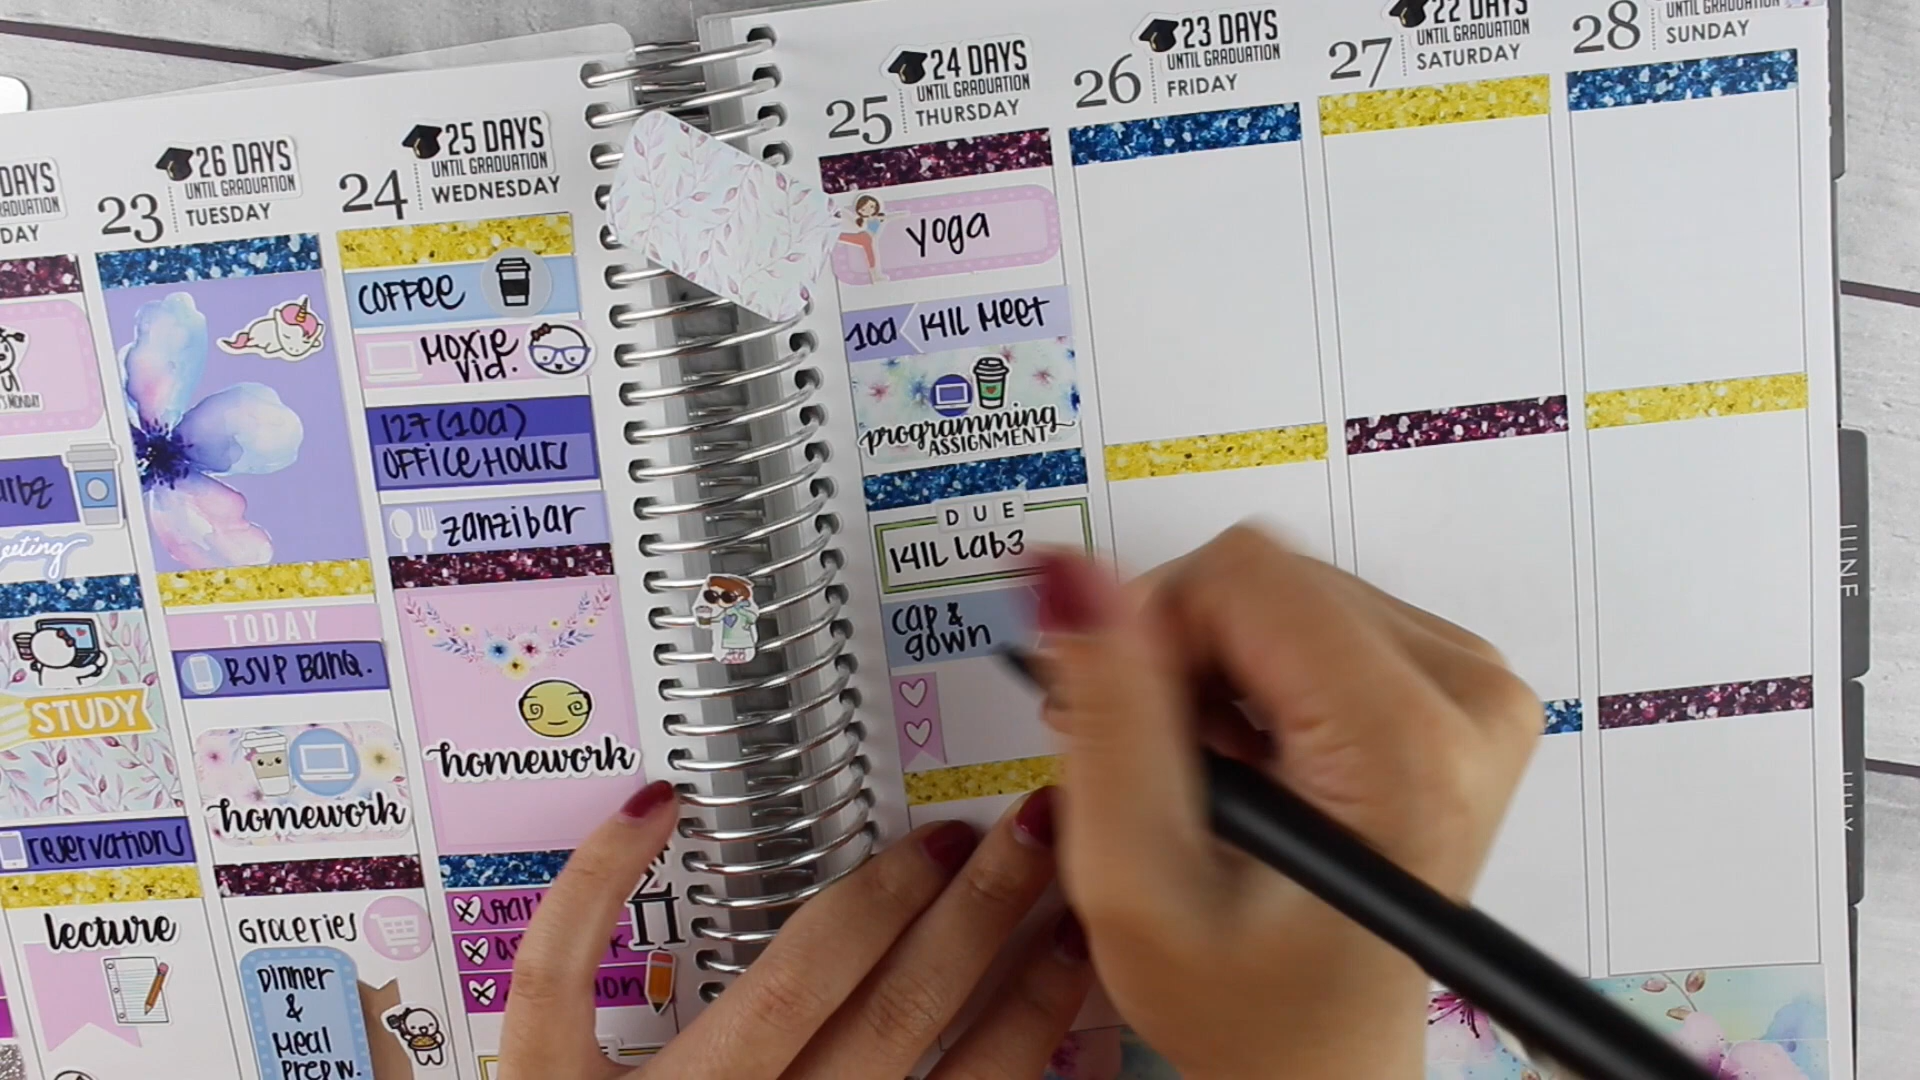 DAYS
DAY
lecture
STUDY
reservations
23
26 DAYS
UNTIL GRADUATION
TUESDAY
TODAY
RSVP BANQ.
homework
GROCERIES
Dinner
&
Meal
Prep W.
24
25 DAYS
UNTIL GRADUATION
WEDNESDAY
COFFEE
MOXIE
Vid.
127 (10a)
OFFICE HOURS
zanzibar
homework
Σ
Π
25
24 DAYS
UNTIL GRADUATION
THURSDAY
yoga
10a 141L Meet
programming
ASSIGNMENT
DUE
141L Lab3
cap &
gown
26
23 DAYS
UNTIL GRADUATION
FRIDAY
27
22 DAYS
UNTIL GRADUATION
SATURDAY
28
UNTIL GRADUATION
SUNDAY
JUNE
JULY